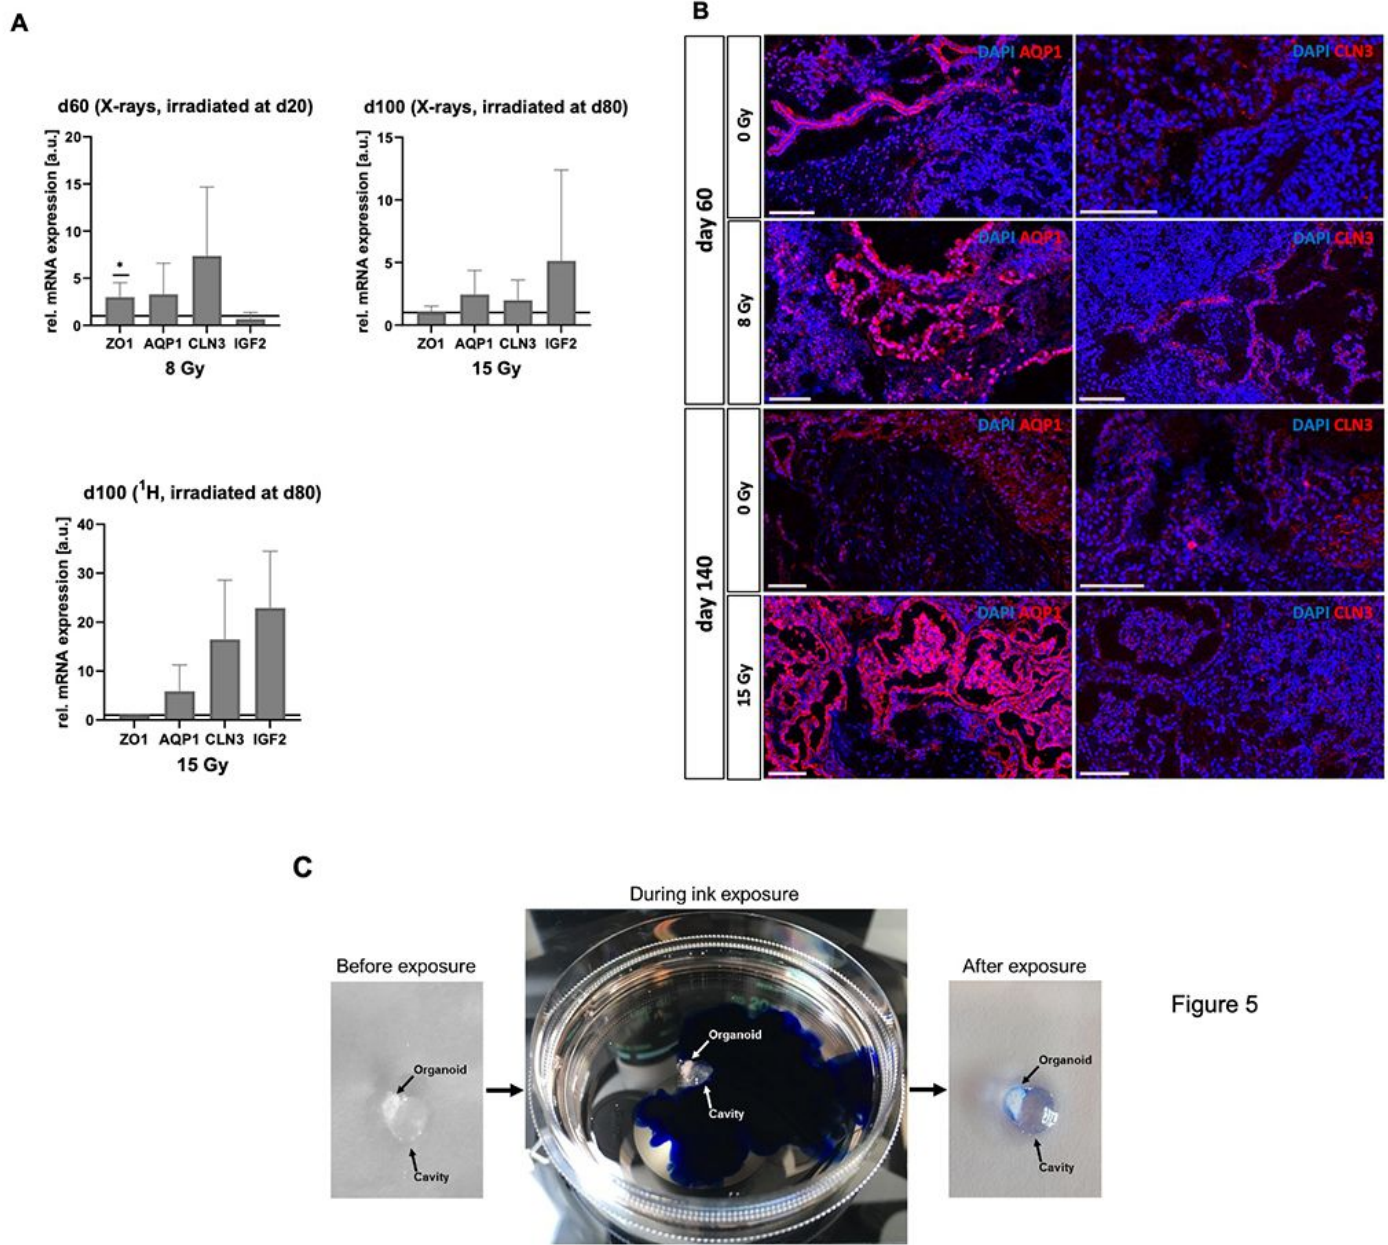 A
d60 (X-rays, irradiated at d20)
rel. mRNA expression [a.u.]
20
15
10
5
0
*
ZO1 AQP1 CLN3 IGF2
8 Gy
d100 (X-rays, irradiated at d80)
rel. mRNA expression [a.u.]
15
10
5
0
ZO1 AQP1 CLN3 IGF2
15 Gy
d100 (¹H, irradiated at d80)
rel. mRNA expression [a.u.]
40
30
20
10
0
ZO1 AQP1 CLN3 IGF2
15 Gy
B
day 60
0 Gy
DAPI AQP1
DAPI CLN3
8 Gy
DAPI AQP1
DAPI CLN3
day 140
0 Gy
DAPI AQP1
DAPI CLN3
15 Gy
DAPI AQP1
DAPI CLN3
C
Before exposure
Organoid
Cavity
During ink exposure
Organoid
Cavity
After exposure
Organoid
Cavity
Figure 5